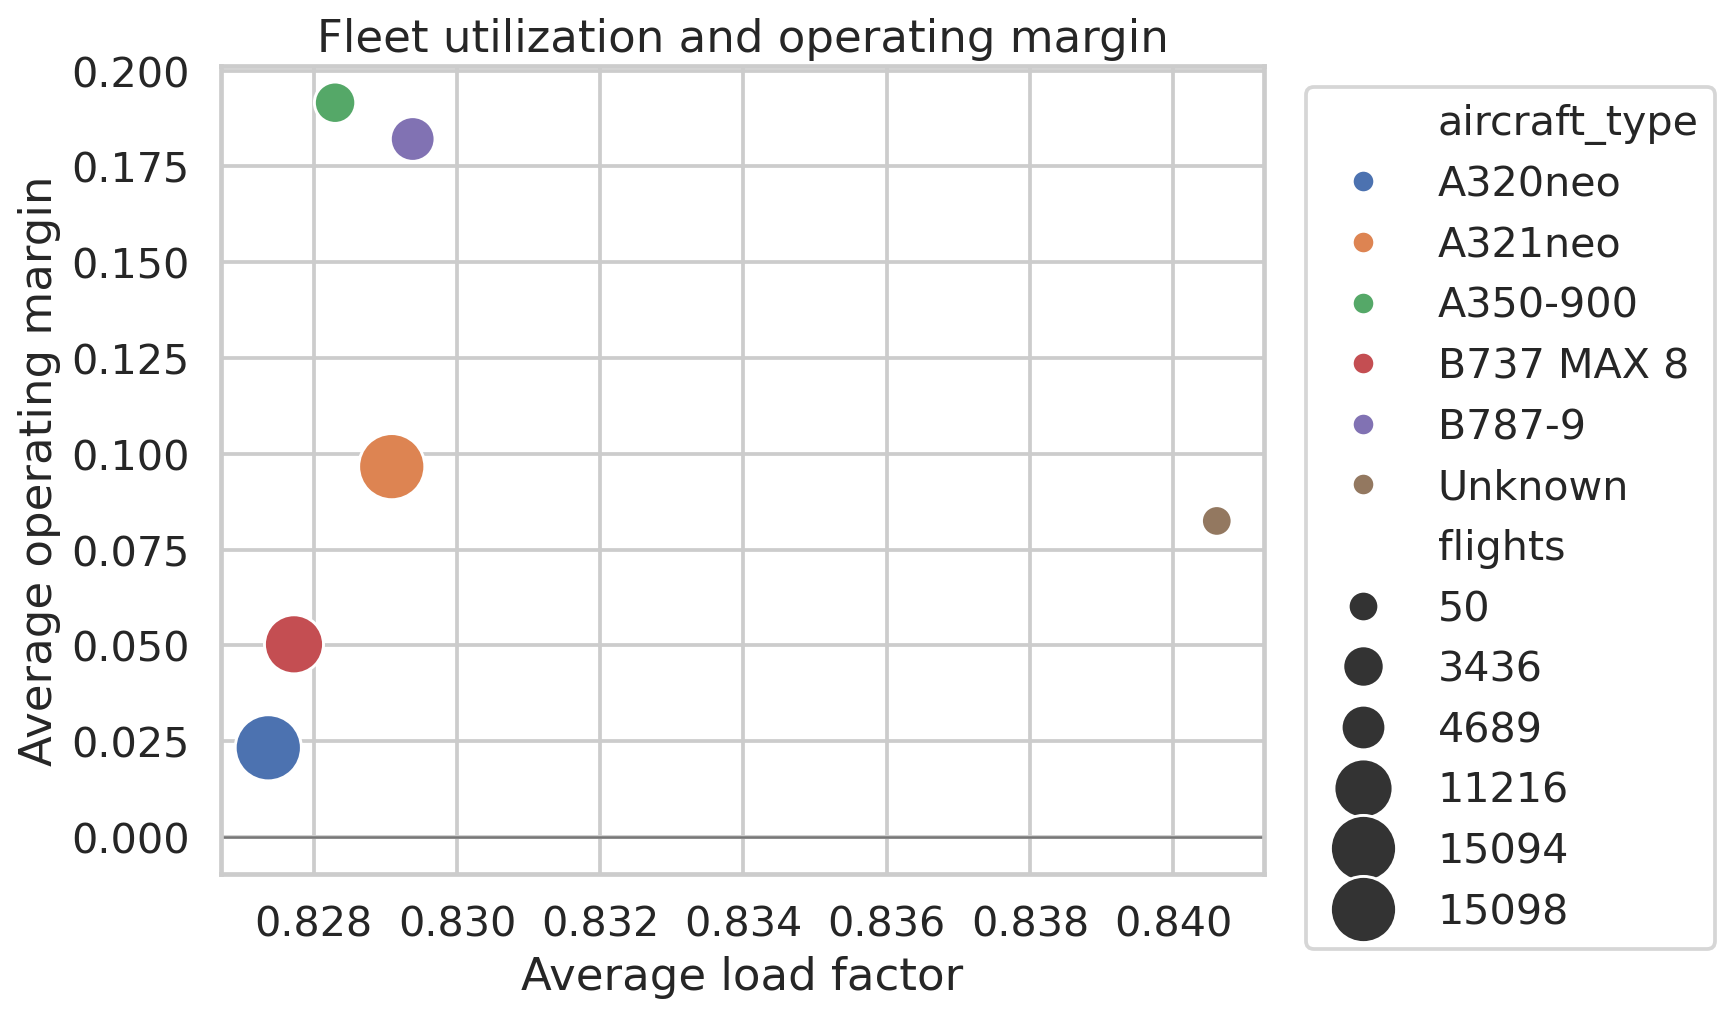 Fleet utilization and operating margin
0.200
0.175
0.150
0.125
0.100
0.075
0.050
0.025
0.000
Average operating margin
0.828 0.830 0.832 0.834 0.836 0.838 0.840
Average load factor
aircraft_type
A320neo
A321neo
A350-900
B737 MAX 8
B787-9
Unknown
flights
50
3436
4689
11216
15094
15098